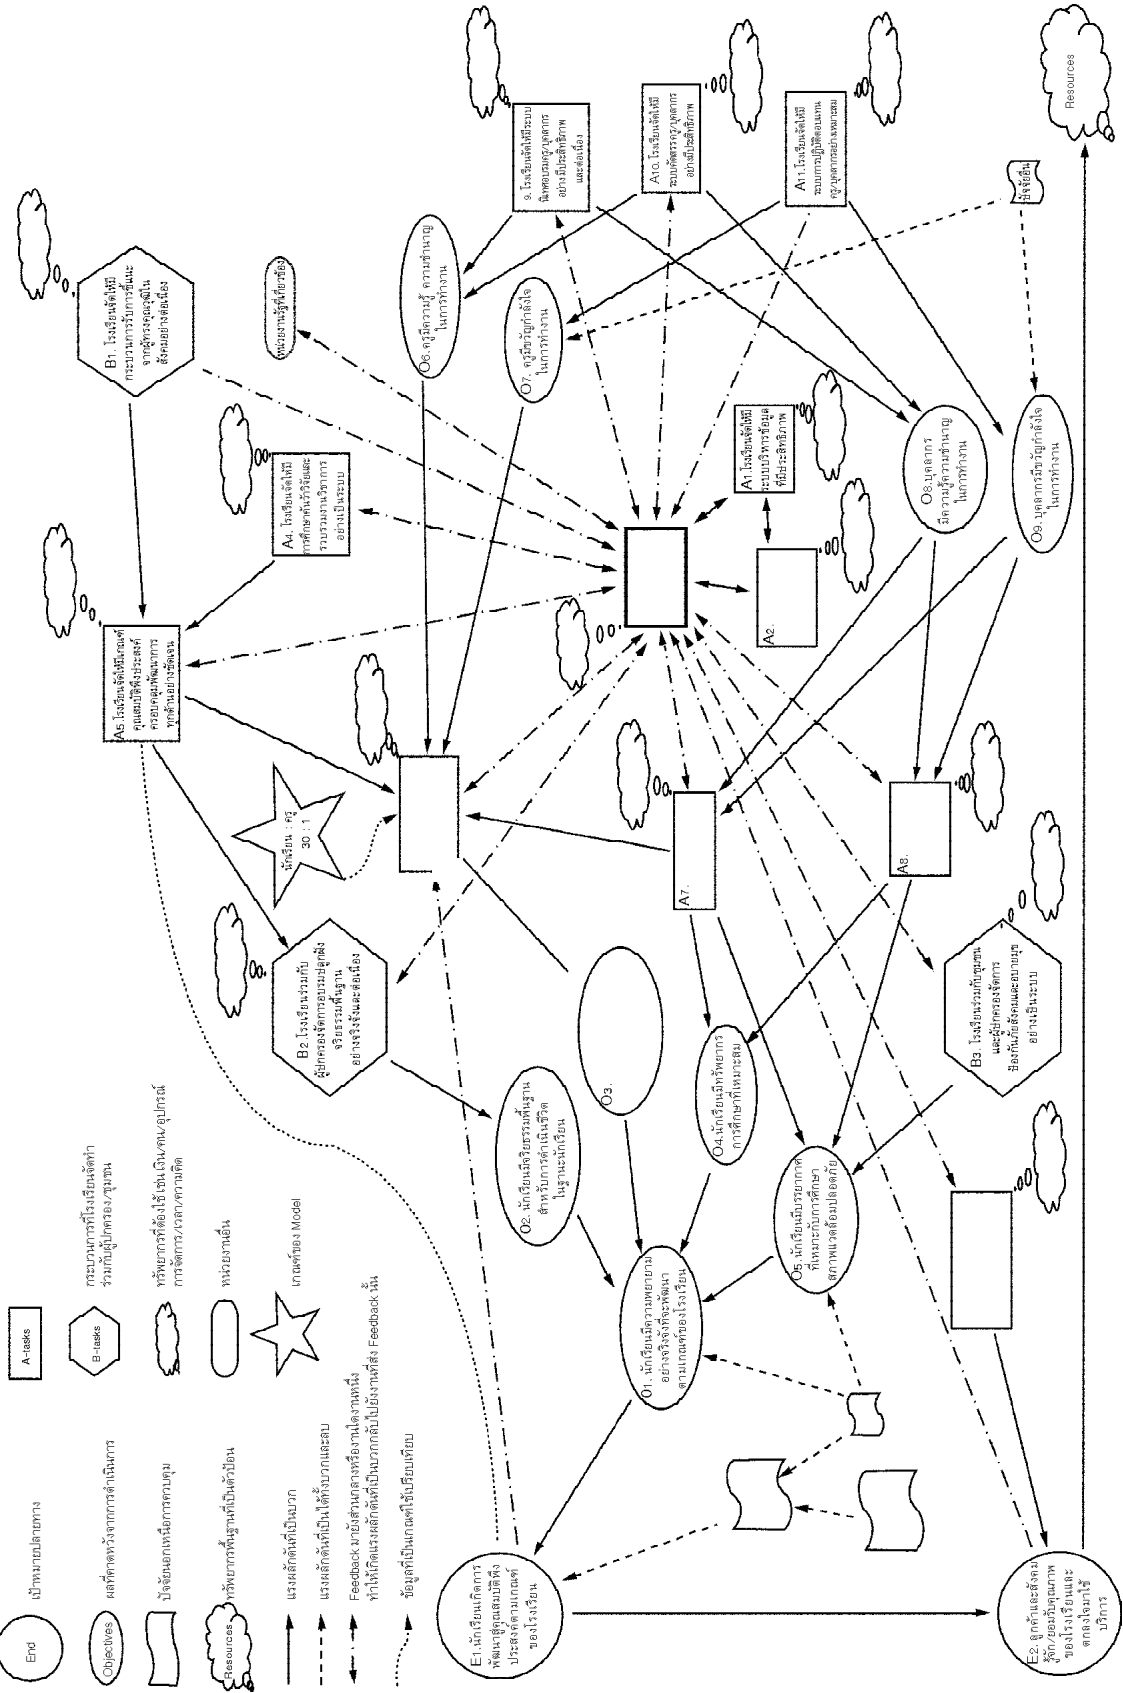 End
เป้าหมายปลายทาง
Objectives
ผลที่คาดหวังจากการดำเนินการ
ปัจจัยนอกเหนือการควบคุม
Resources
ทรัพยากรพื้นฐานที่เป็นตัวป้อน
แรงผลักดันที่เป็นบวก
แรงผลักดันที่เป็นได้ทั้งบวกและลบ
Feedback มายังส่วนกลางหรืองานใดงานหนึ่ง
ทำให้เกิดแรงผลักดันที่เป็นบวกกลับไปยังงานที่ส่ง Feedback นั้น
ข้อมูลที่เป็นเกณฑ์ใช้เปรียบเทียบ
A-tasks
B-tasks
กระบวนการที่โรงเรียนจัดทำ
ร่วมกับผู้ปกครอง/ชุมชน
ทรัพยากรที่ต้องใช้ เช่น เงิน/คน/อุปกรณ์
การจัดการ/เวลา/ความคิด
หน่วยงานอื่น
เกณฑ์ของ Model
B1. โรงเรียนจัดให้มี
กระบวนการรับการชี้แนะ
จากผู้ทรงคุณวุฒิใน
สังคมอย่างต่อเนื่อง
หน่วยงานรัฐที่เกี่ยวข้อง
A4. โรงเรียนจัดให้มี
การศึกษาค้นคว้าวิจัยและ
รวบรวมงานวิชาการ
อย่างเป็นระบบ
A5.โรงเรียนจัดให้มีเกณฑ์
คุณสมบัติพึงประสงค์
ครอบคลุมพัฒนาการ
ทุกด้านอย่างชัดเจน
นักเรียน : ครู
30 : 1
B2.โรงเรียนร่วมกับ
ผู้ปกครองจัดการอบรมปลูกฝัง
จริยธรรมพื้นฐาน
อย่างจริงจังและต่อเนื่อง
O6.ครูมีความรู้ ความชำนาญ
ในการทำงาน
O7. ครูมีขวัญกำลังใจ
ในการทำงาน
9. โรงเรียนจัดให้มีระบบ
นิเทศอบรมครู/บุคลากร
อย่างมีประสิทธิภาพ
และต่อเนื่อง
A10. โรงเรียนจัดให้มี
ระบบคัดสรรครู/บุคลากร
อย่างมีประสิทธิภาพ
A11.โรงเรียนจัดให้มี
ระบบการปฏิบัติตอบแทน
ครู/บุคลากรอย่างเหมาะสม
ปัจจัยอื่น
Resources
A1.โรงเรียนจัดให้มี
ระบบบริหารข้อมูล
ที่มีประสิทธิภาพ
A2.
O8.บุคลากร
มีความรู้ความชำนาญ
ในการทำงาน
O9. บุคลากรมีขวัญกำลังใจ
ในการทำงาน
A7.
A8.
B3. โรงเรียนร่วมกับชุมชน
และผู้ปกครองจัดการ
ป้องกันภัยสังคมและอบายมุข
อย่างเป็นระบบ
O2. นักเรียนมีจริยธรรมพื้นฐาน
สำหรับการดำเนินชีวิต
ในฐานะนักเรียน
O3.
O4.นักเรียนมีทรัพยากร
การศึกษาที่เหมาะสม
O5.นักเรียนมีบรรยากาศ
ที่เหมาะกับการศึกษา
สภาพแวดล้อมปลอดภัย
O1. นักเรียนมีความพยายาม
อย่างจริงจังที่จะพัฒนา
ตามเกณฑ์ของโรงเรียน
E1.นักเรียนเกิดการ
พัฒนาสู่คุณสมบัติพึง
ประสงค์ตามเกณฑ์
ของโรงเรียน
E2. ลูกค้าและสังคม
รู้จัก/ยอมรับคุณภาพ
ของโรงเรียนและ
ตกลงใจมาใช้
บริการ